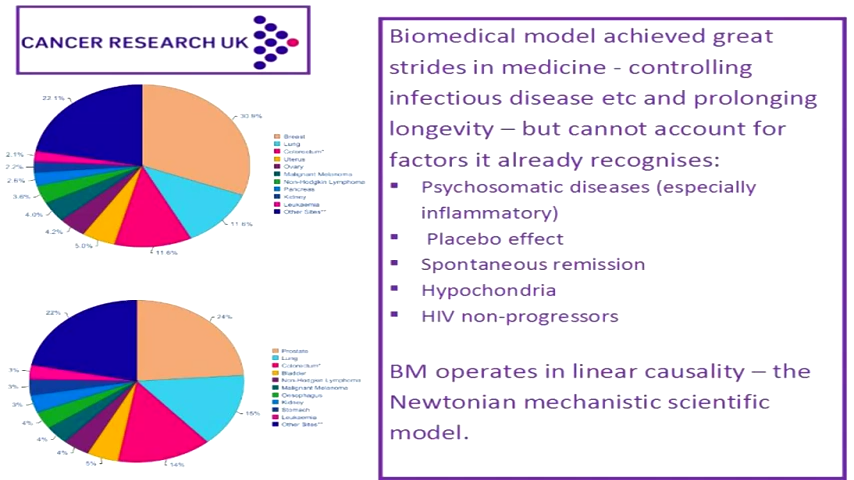 CANCER RESEARCH UK
22.1%
30.9%
2.1%
2.2%
2.6%
3.6%
4.0%
4.2%
5.0%
11.6%
11.6%
Breast
Lung
Colorectum*
Uterus
Ovary
Malignant Melanoma
Non-Hodgkin Lymphoma
Pancreas
Kidney
Leukaemia
Other Sites**
22%
24%
3%
3%
3%
4%
4%
4%
5%
14%
15%
Prostate
Lung
Colorectum*
Bladder
Non-Hodgkin Lymphoma
Malignant Melanoma
Oesophagus
Kidney
Stomach
Leukaemia
Other Sites**
Biomedical model achieved great
strides in medicine - controlling
infectious disease etc and prolonging
longevity – but cannot account for
factors it already recognises:
▪ Psychosomatic diseases (especially
inflammatory)
▪ Placebo effect
▪ Spontaneous remission
▪ Hypochondria
▪ HIV non-progressors
BM operates in linear causality – the
Newtonian mechanistic scientific
model.